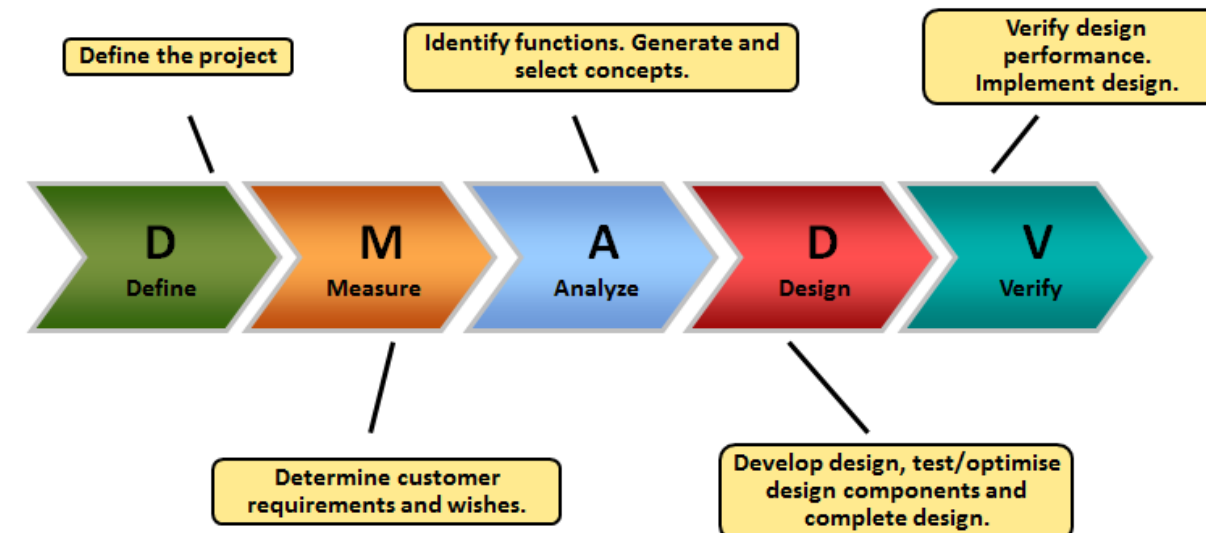 Define the project
Identify functions. Generate and
select concepts.
Verify design
performance.
Implement design.
D
Define
M
Measure
A
Analyze
D
Design
V
Verify
Determine customer
requirements and wishes.
Develop design, test/optimise
design components and
complete design.